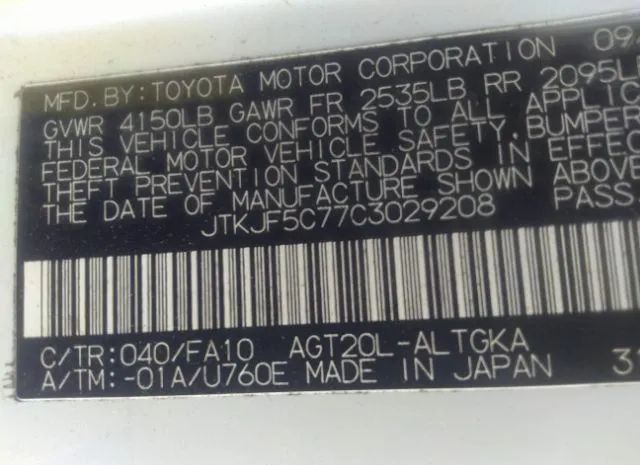 MFD.BY:TOYOTA MOTOR CORPORATION
GVWR 4150LB GAWR FR 2535LB RR 2095LB
THIS VEHICLE CONFORMS TO ALL
FEDERAL MOTOR VEHICLE SAFETY,BUMPER
THEFT PREVENTION STANDARDS IN
THE DATE OF MANUFACTURE SHOWN ABOVE
JTKJF5C77C3029208 PASS
C/TR:040/FA10 AGT20L-ALTGKA
A/TM:-01A/U760E MADE IN JAPAN